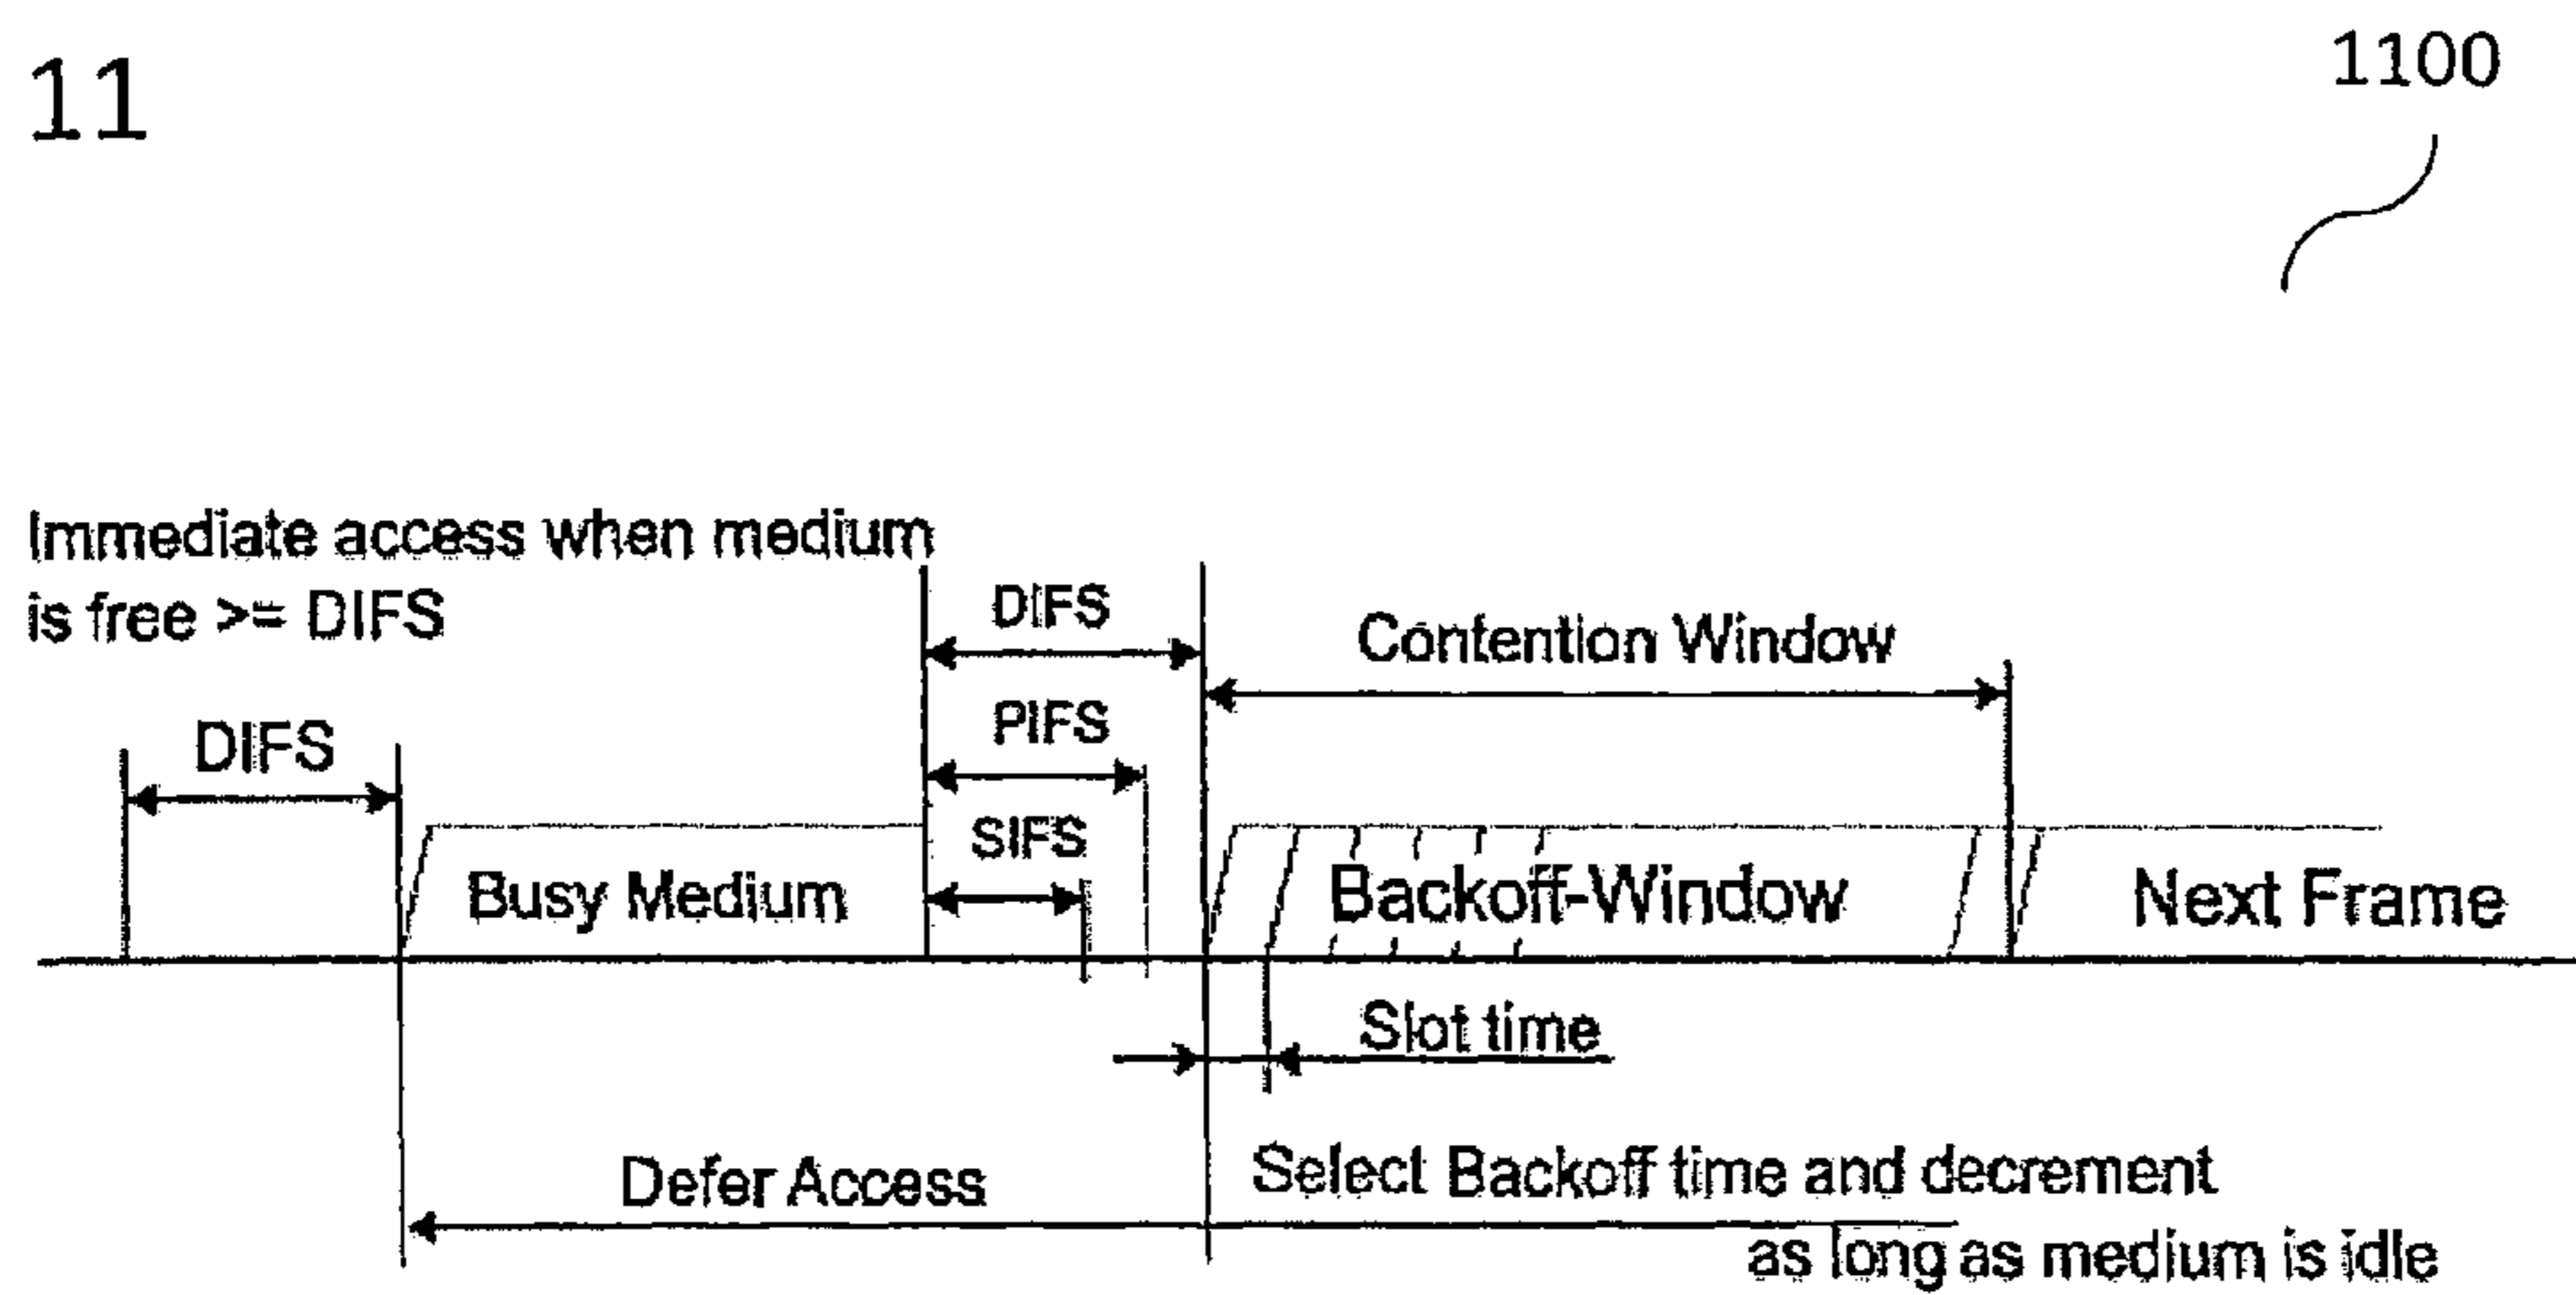 11
1100
Immediate access when medium
is free >= DIFS
DIFS
DIFS
PIFS
SIFS
Contention Window
Busy Medium
Backoff-Window
Next Frame
Slot time
Defer Access
Select Backoff time and decrement
as long as medium is idle